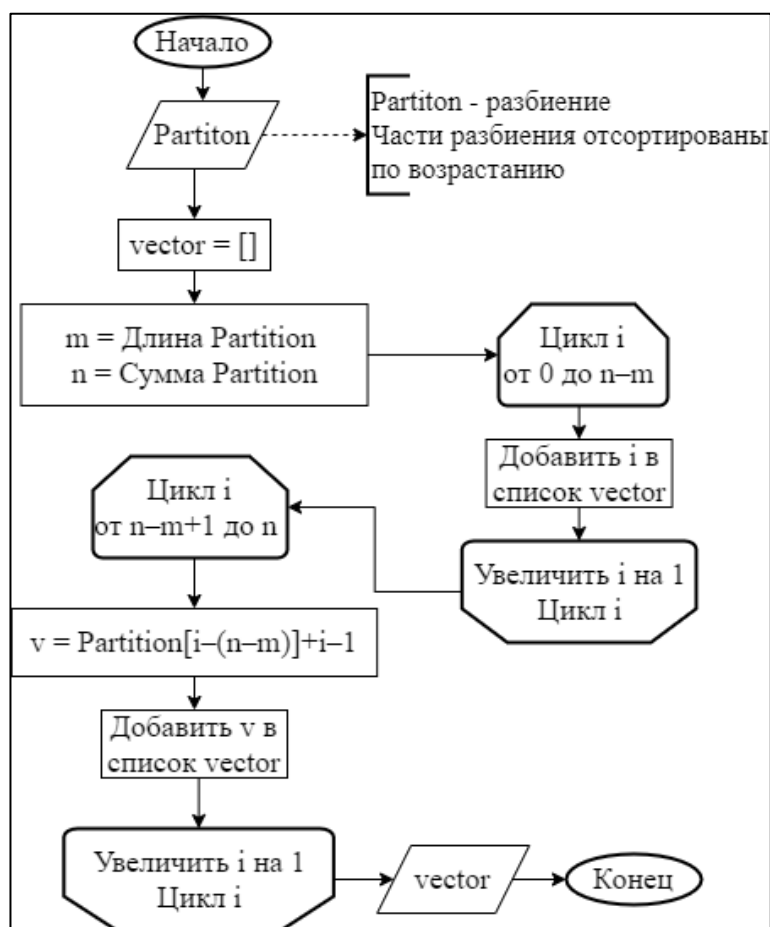 Начало
Partiton
Partiton - разбиение
Части разбиения отсортированы
по возрастанию
vector = []
m = Длина Partition
n = Сумма Partition
Цикл i
от 0 до n–m
Добавить i в
список vector
Увеличить i на 1
Цикл i
Цикл i
от n–m+1 до n
v = Partition[i–(n–m)]+i–1
Добавить v в
список vector
Увеличить i на 1
Цикл i
vector
Конец